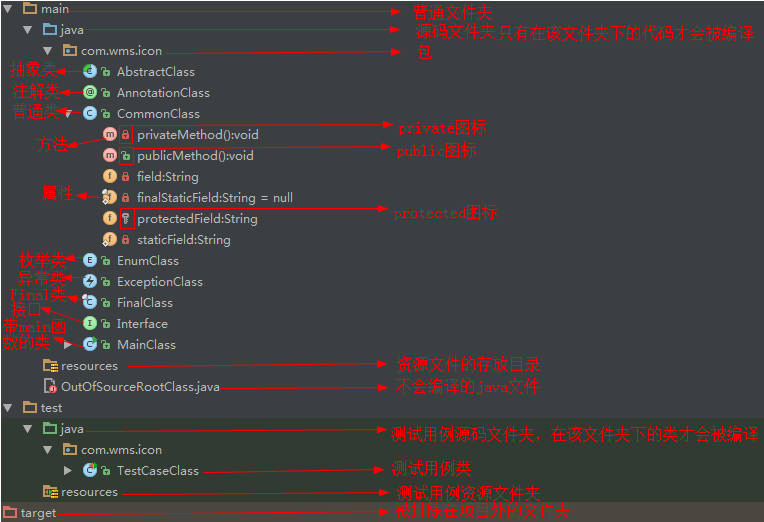 main 普通文件夹
java 源码文件夹只有在该文件夹下的代码才会被编译
com.wms.icon 包
抽象类 AbstractClass
注解类 AnnotationClass
普通类 CommonClass
privateMethod():void private图标
方法
publicMethod():void public图标
field:String
属性 finalStaticField:String = null
protectedField:String protected图标
staticField:String
枚举类 EnumClass
异常类 ExceptionClass
Final类 FinalClass
接口 Interface
带main函
数的类 MainClass
resources 资源文件的存放目录
OutOfSourceRootClass.java 不会编译的java文件
test
java 测试用例源码文件夹，在该文件夹下的类才会被编译
com.wms.icon
TestCaseClass 测试用例类
resources 测试用例资源文件夹
target 被排除在项目外的文件夹